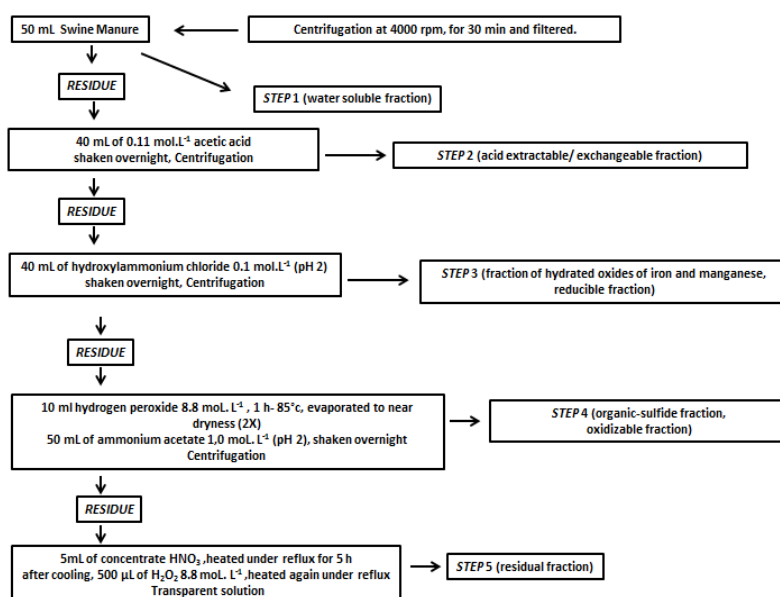 50 mL Swine Manure
Centrifugation at 4000 rpm, for 30 min and filtered.
RESIDUE
STEP 1 (water soluble fraction)
40 mL of 0.11 mol.L⁻¹ acetic acid
shaken overnight, Centrifugation
STEP 2 (acid extractable/ exchangeable fraction)
RESIDUE
40 mL of hydroxylammonium chloride 0.1 mol.L⁻¹ (pH 2)
shaken overnight, Centrifugation
STEP 3 (fraction of hydrated oxides of iron and manganese,
reducible fraction)
RESIDUE
10 ml hydrogen peroxide 8.8 moL. L⁻¹ , 1 h- 85°c, evaporated to near
dryness (2X)
50 mL of ammonium acetate 1,0 moL. L⁻¹ (pH 2), shaken overnight
Centrifugation
STEP 4 (organic-sulfide fraction,
oxidizable fraction)
RESIDUE
5mL of concentrate HNO₃ ,heated under reflux for 5 h
after cooling, 500 µL of H₂O₂ 8.8 moL. L⁻¹ ,heated again under reflux
Transparent solution
STEP 5 (residual fraction)